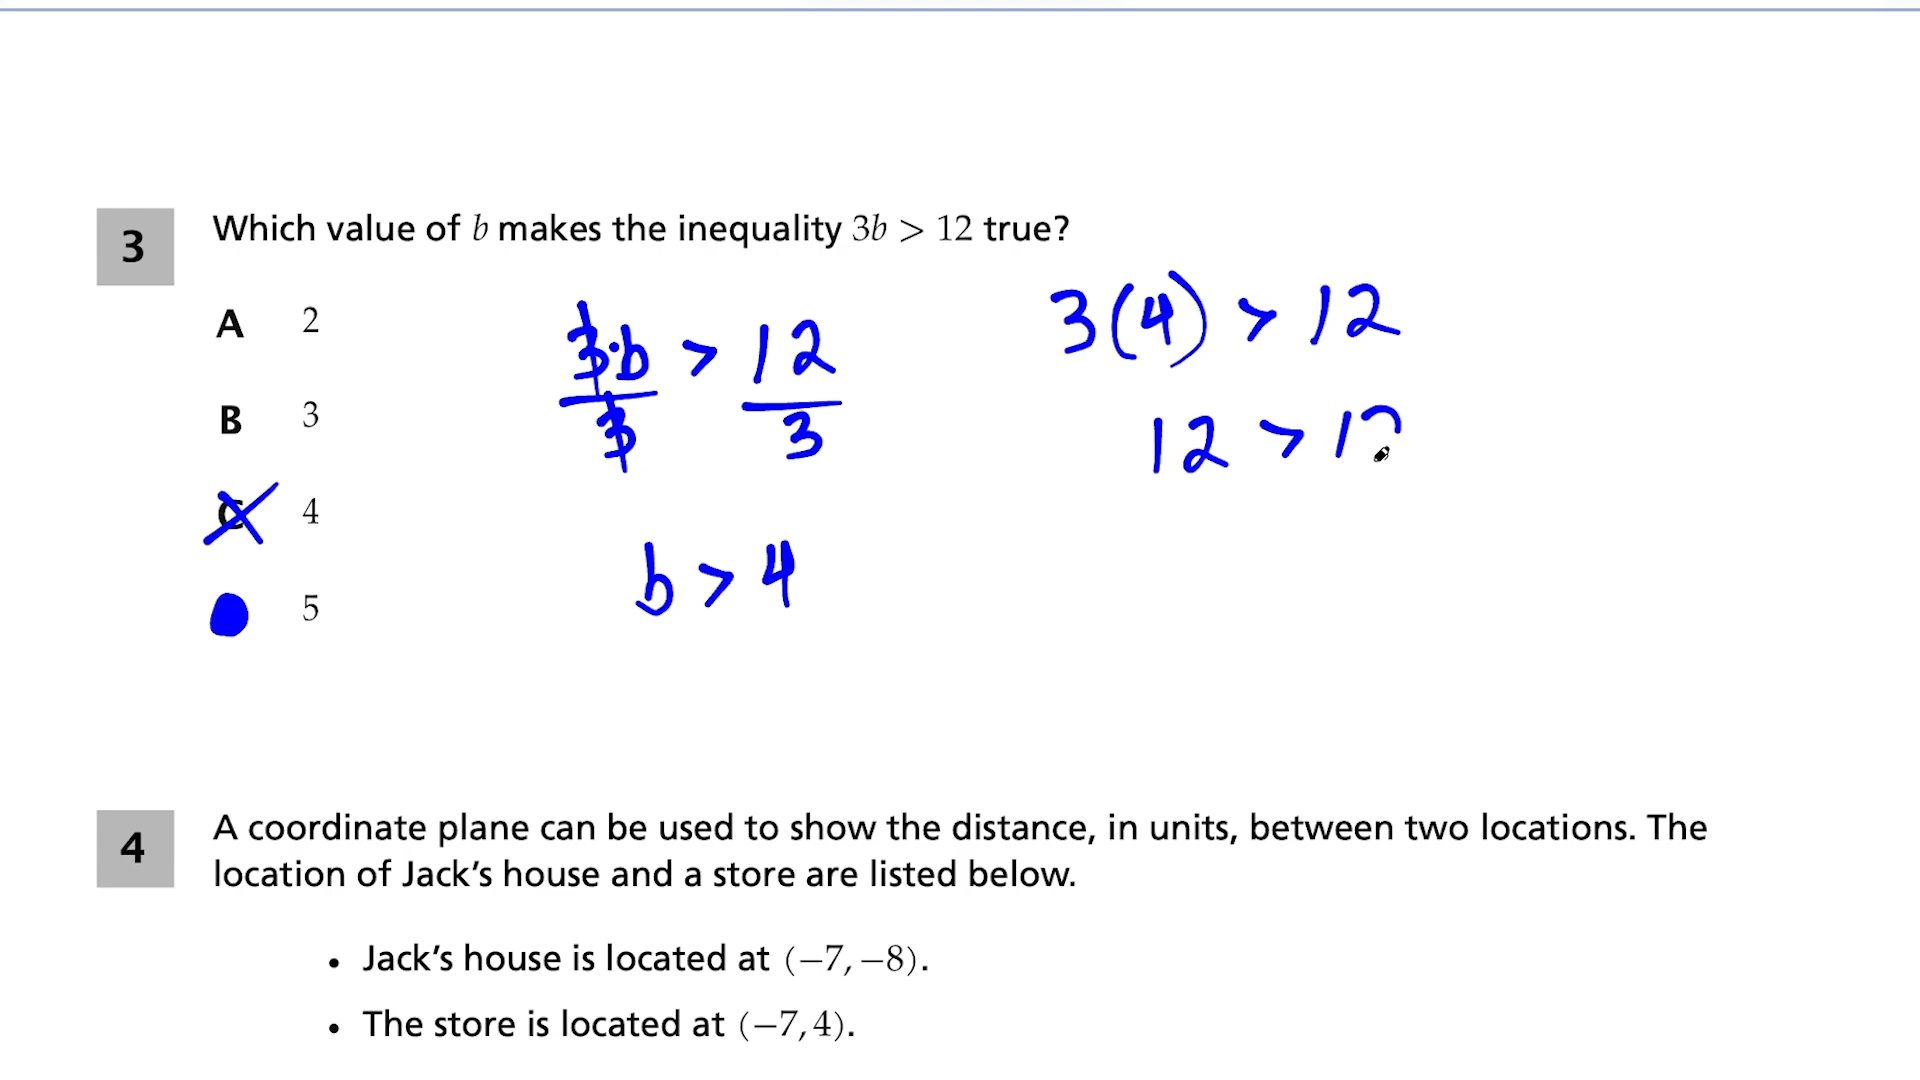 3 Which value of b makes the inequality 3b > 12 true?
A 2
B 3
C 4
5
3·b > 12
3 3
b > 4
3(4) > 12
12 > 12
4 A coordinate plane can be used to show the distance, in units, between two locations. The
location of Jack’s house and a store are listed below.
• Jack’s house is located at (−7, −8).
• The store is located at (−7, 4).